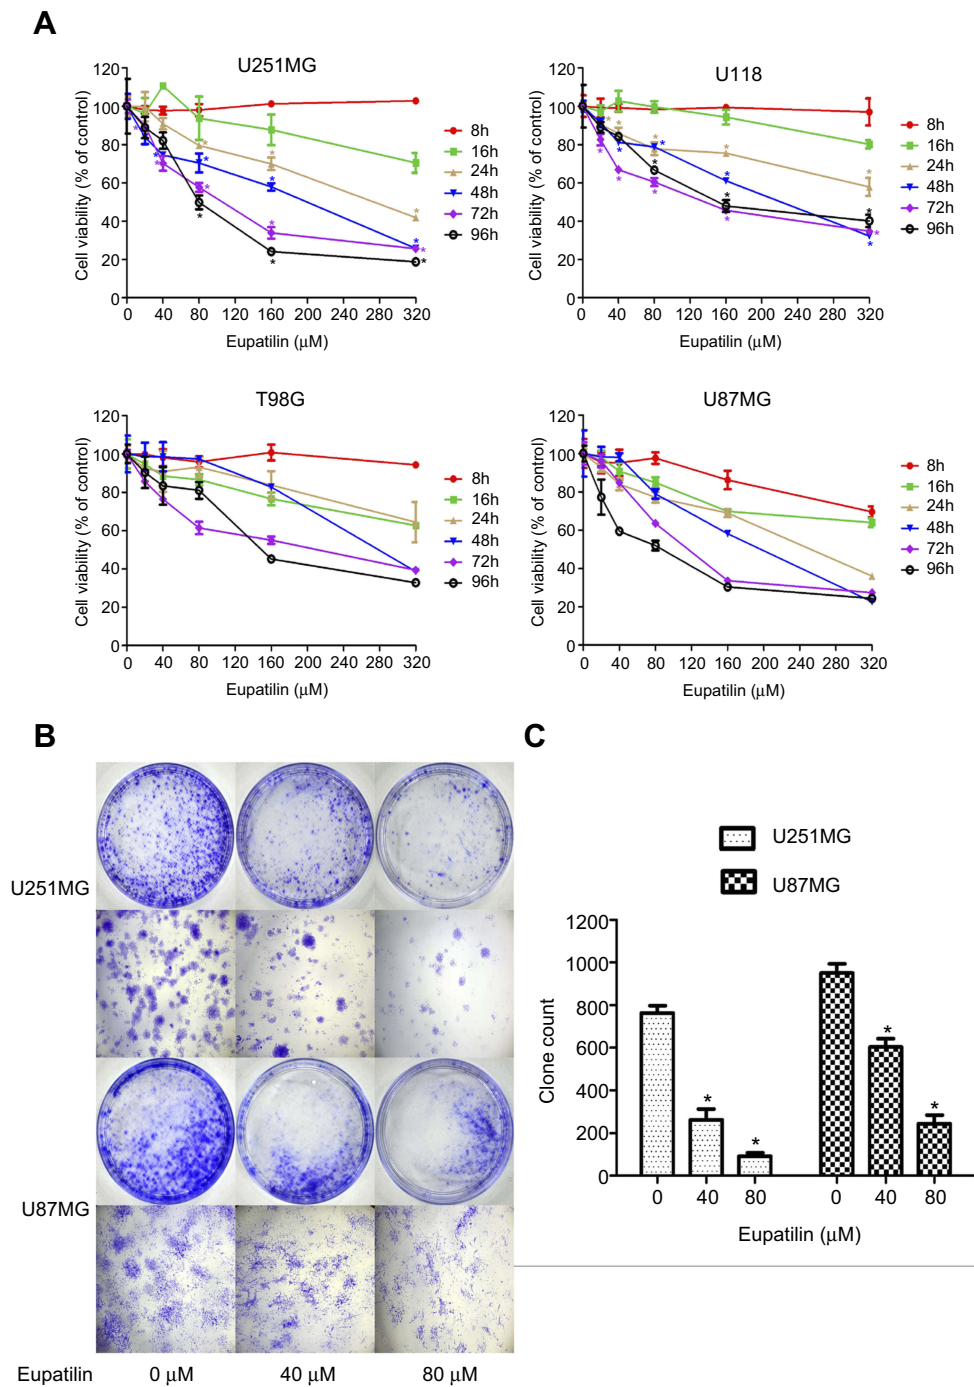 A
U251MG
Cell viability (% of control)
120
100
80
60
40
20
0
0 40 80 120 160 200 240 280 320
Eupatilin (μM)
* * * * * * * * * * * * * * *
8h
16h
24h
48h
72h
96h
U118
Cell viability (% of control)
120
100
80
60
40
20
0
0 40 80 120 160 200 240 280 320
Eupatilin (μM)
* * * * * * * * * * * * * * * *
8h
16h
24h
48h
72h
96h
T98G
Cell viability (% of control)
120
100
80
60
40
20
0
0 40 80 120 160 200 240 280 320
Eupatilin (μM)
8h
16h
24h
48h
72h
96h
U87MG
Cell viability (% of control)
120
100
80
60
40
20
0
0 40 80 120 160 200 240 280 320
Eupatilin (μM)
8h
16h
24h
48h
72h
96h
B
U251MG
U87MG
Eupatilin 0 μM 40 μM 80 μM
C
U251MG
U87MG
Clone count
1200
1000
800
600
400
200
0
* * * *
0 40 80 0 40 80
Eupatilin (μM)